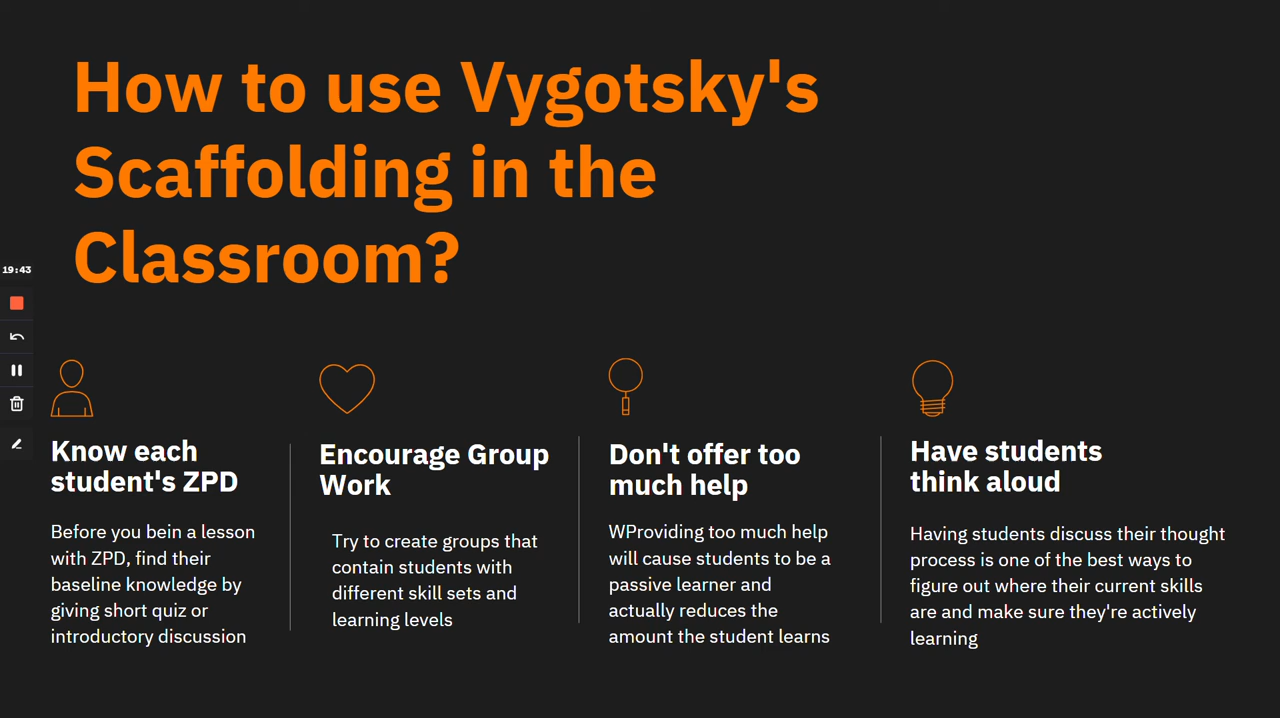 How to use Vygotsky's
Scaffolding in the
Classroom?
19:43
Know each
student's ZPD
Before you bein a lesson
with ZPD, find their
baseline knowledge by
giving short quiz or
introductory discussion
Encourage Group
Work
Try to create groups that
contain students with
different skill sets and
learning levels
Don't offer too
much help
WProviding too much help
will cause students to be a
passive learner and
actually reduces the
amount the student learns
Have students
think aloud
Having students discuss their thought
process is one of the best ways to
figure out where their current skills
are and make sure they're actively
learning